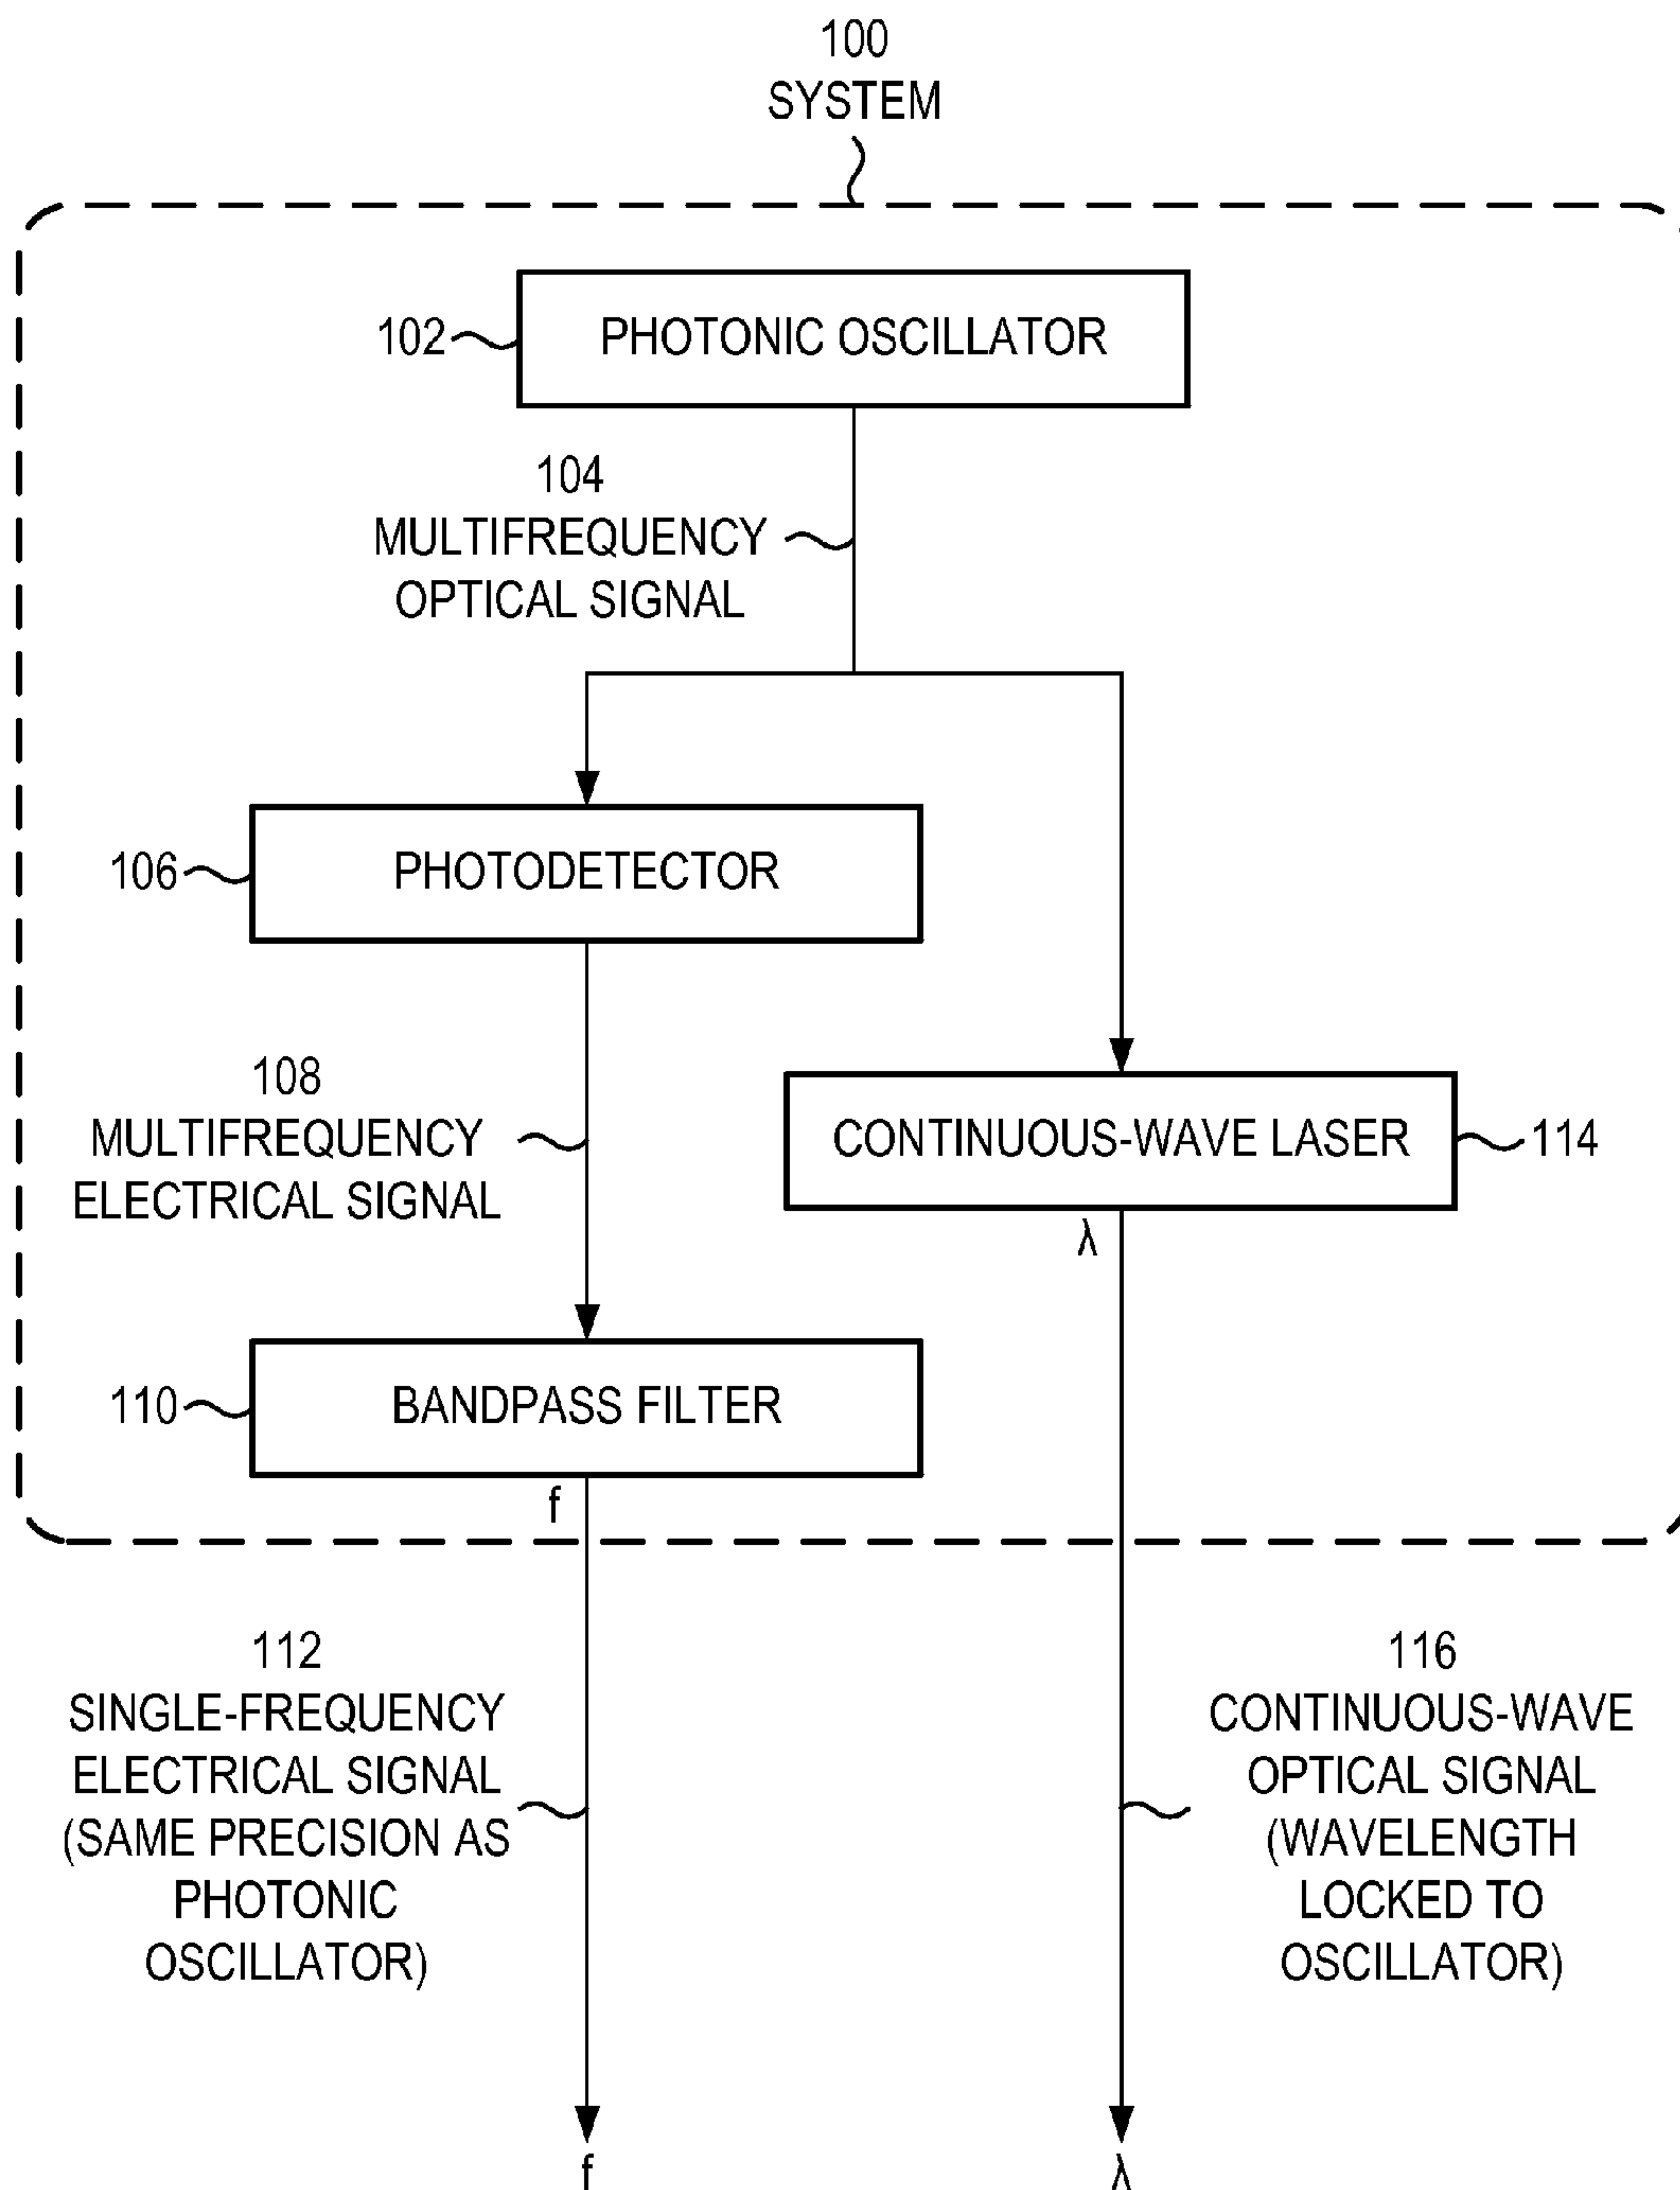 100
SYSTEM
102
PHOTONIC OSCILLATOR
104
MULTIFREQUENCY
OPTICAL SIGNAL
106
PHOTODETECTOR
108
MULTIFREQUENCY
ELECTRICAL SIGNAL
CONTINUOUS-WAVE LASER
114
λ
110
BANDPASS FILTER
f
112
SINGLE-FREQUENCY
ELECTRICAL SIGNAL
(SAME PRECISION AS
PHOTONIC
OSCILLATOR)
116
CONTINUOUS-WAVE
OPTICAL SIGNAL
(WAVELENGTH
LOCKED TO
OSCILLATOR)
f
λ